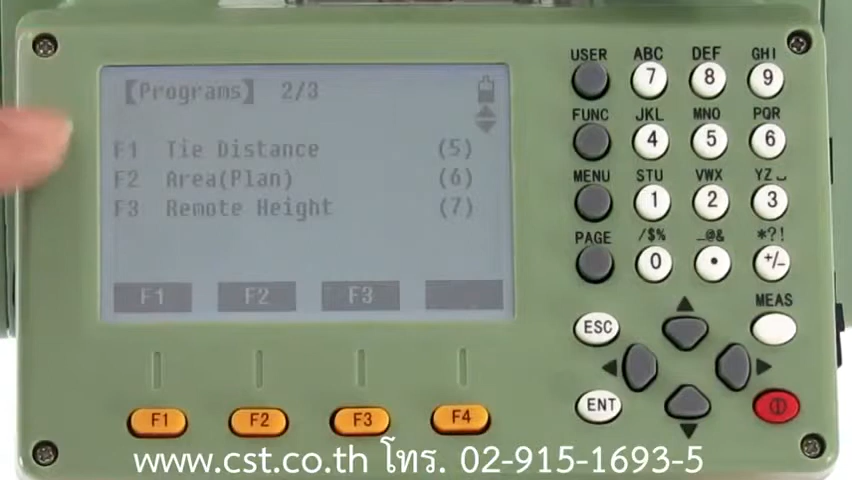 【Programs】 2/3
F1 Tie Distance (5)
F2 Area(Plan) (6)
F3 Remote Height (7)
F1 F2 F3
F1 F2 F3 F4
USER ABC DEF GHI
7 8 9
FUNC JKL MNO PQR
4 5 6
MENU STU VWX YZ␣
1 2 3
PAGE /$% _@& *?!
0 • +/-
MEAS
ESC
ENT
www.cst.co.th โทร. 02-915-1693-5